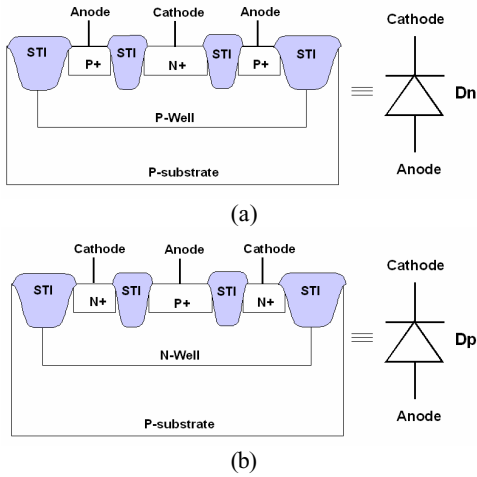 Anode Cathode Anode
Cathode
STI P+ STI N+ STI P+ STI
Dn
P-Well
Anode
P-substrate
(a)
Cathode Anode Cathode
Cathode
STI N+ STI P+ STI N+ STI
Dp
N-Well
Anode
P-substrate
(b)